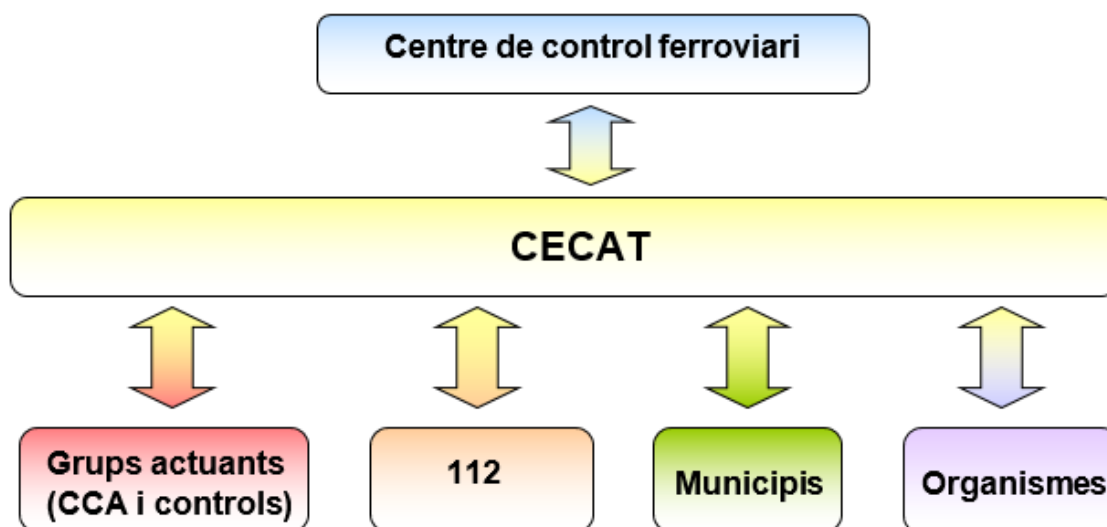 Centre de control ferroviari
CECAT
Grups actuants
(CCA i controls)
112
Municipis
Organismes